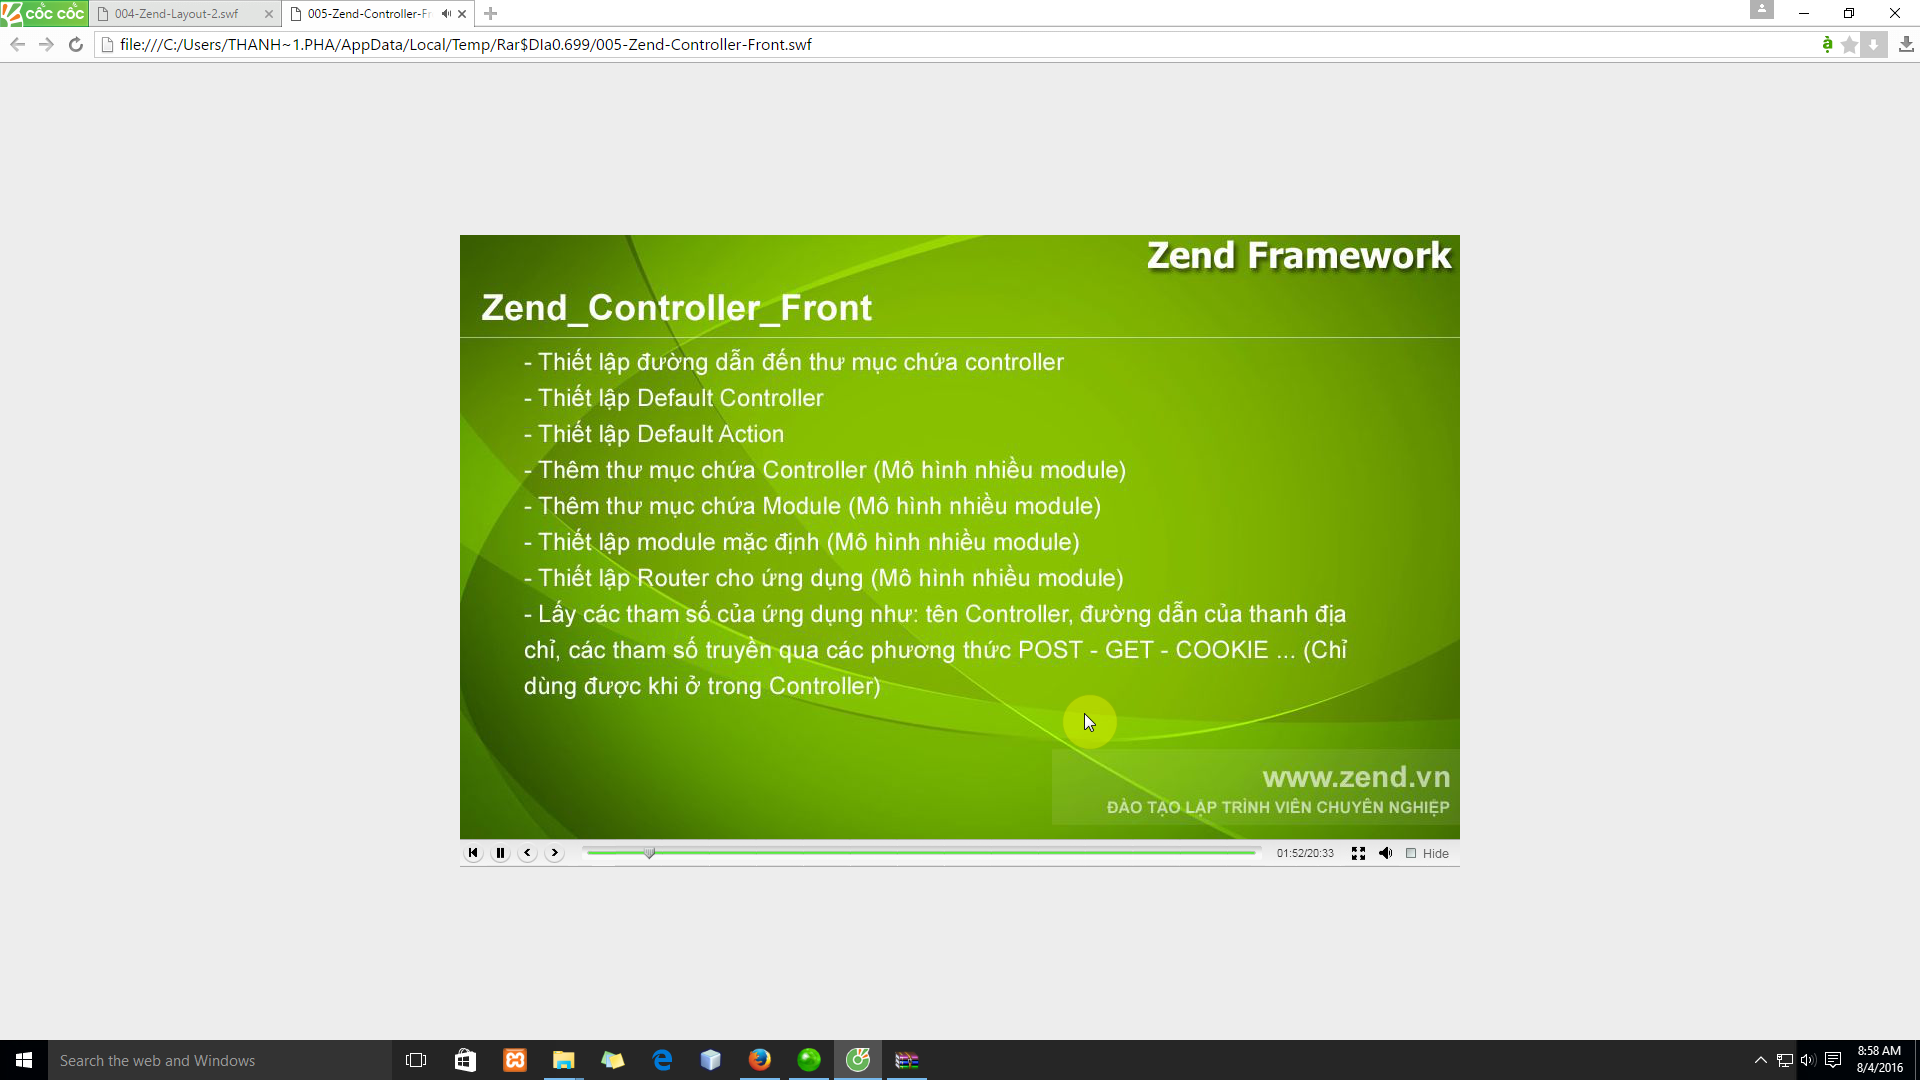 cốc cốc
004-Zend-Layout-2.swf
005-Zend-Controller-Fr
file:///C:/Users/THANH~1.PHA/AppData/Local/Temp/Rar$DIa0.699/005-Zend-Controller-Front.swf
Zend Framework
Zend_Controller_Front
- Thiết lập đường dẫn đến thư mục chứa controller
- Thiết lập Default Controller
- Thiết lập Default Action
- Thêm thư mục chứa Controller (Mô hình nhiều module)
- Thêm thư mục chứa Module (Mô hình nhiều module)
- Thiết lập module mặc định (Mô hình nhiều module)
- Thiết lập Router cho ứng dụng (Mô hình nhiều module)
- Lấy các tham số của ứng dụng như: tên Controller, đường dẫn của thanh địa
chỉ, các tham số truyền qua các phương thức POST - GET - COOKIE ... (Chỉ
dùng được khi ở trong Controller)
www.zend.vn
ĐÀO TẠO LẬP TRÌNH VIÊN CHUYÊN NGHIỆP
01:52/20:33
Hide
Search the web and Windows
8:58 AM
8/4/2016